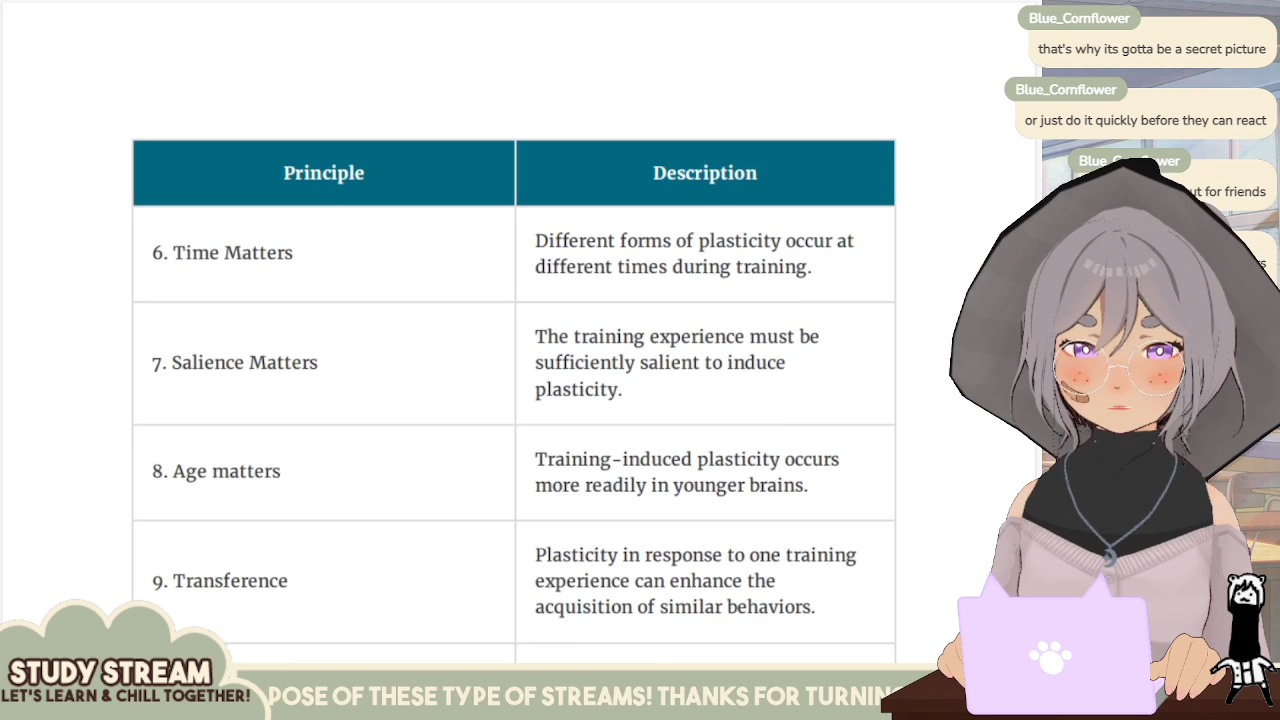 Principle
Description
6. Time Matters
Different forms of plasticity occur at
different times during training.
7. Salience Matters
The training experience must be
sufficiently salient to induce
plasticity.
8. Age matters
Training-induced plasticity occurs
more readily in younger brains.
9. Transference
Plasticity in response to one training
experience can enhance the
acquisition of similar behaviors.
Blue_Cornflower
that's why its gotta be a secret picture
Blue_Cornflower
or just do it quickly before they can react
for friends
STUDY STREAM
LET'S LEARN & CHILL TOGETHER!
POSE OF THESE TYPE OF STREAMS! THANKS FOR